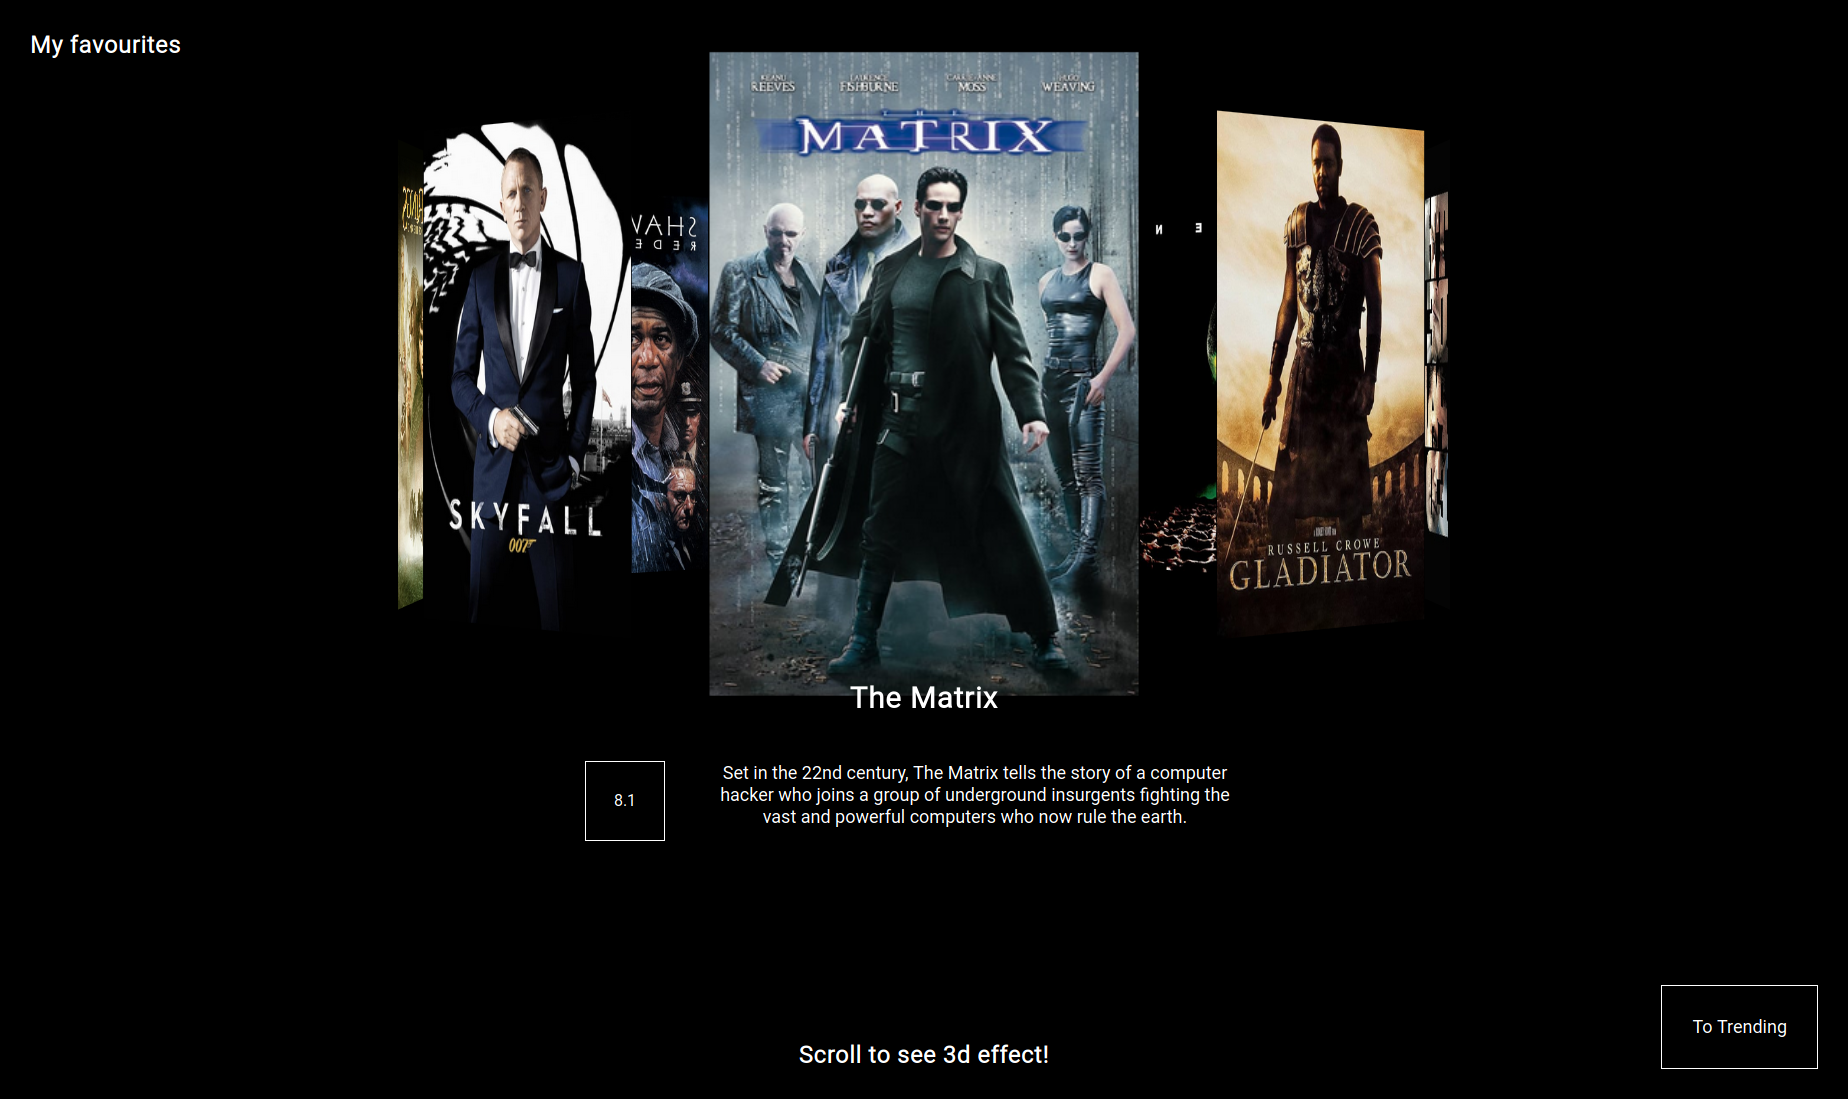 My favourites
KEANU REEVES
LAURENCE FISHBURNE
CARRIE-ANNE MOSS
HUGO WEAVING
THE
MATRIX
SHAW
REDE
N E
SKYFALL
007
RUSSELL CROWE
GLADIATOR
The Matrix
8.1
Set in the 22nd century, The Matrix tells the story of a computer
hacker who joins a group of underground insurgents fighting the
vast and powerful computers who now rule the earth.
To Trending
Scroll to see 3d effect!